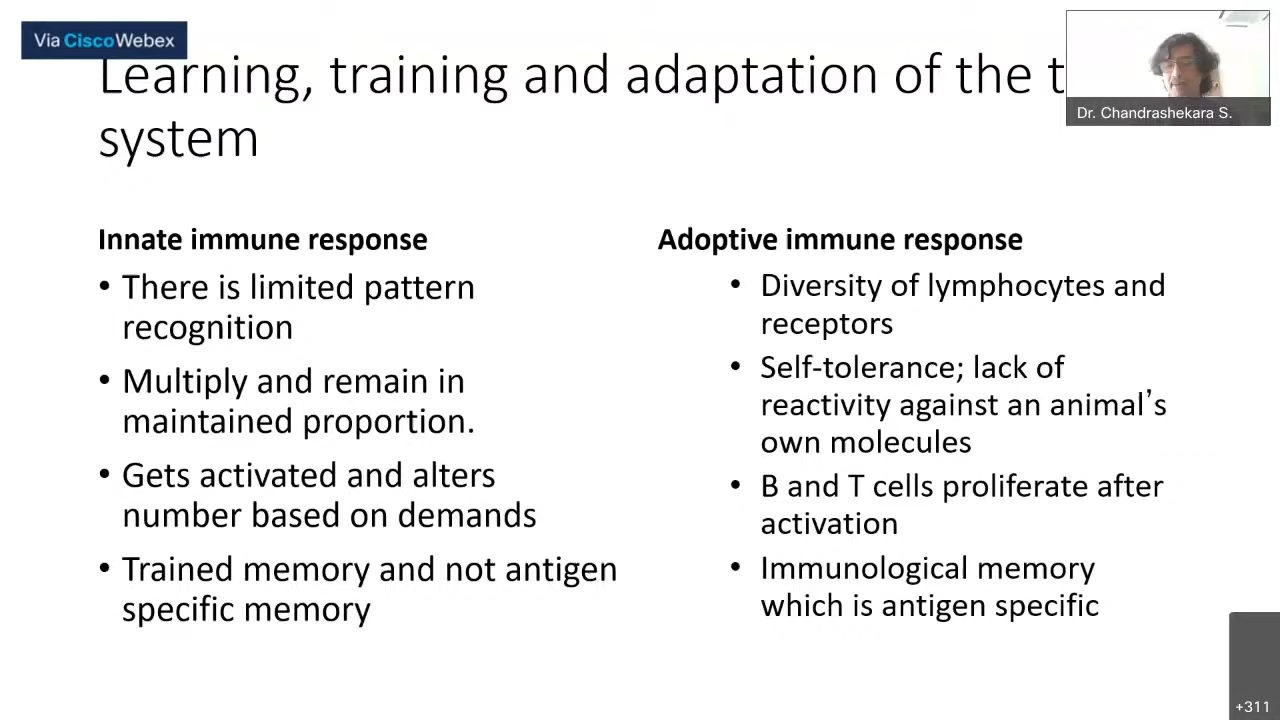 Via Cisco Webex
Learning, training and adaptation of the
system
Dr. Chandrashekara S.
Innate immune response
• There is limited pattern
recognition
• Multiply and remain in
maintained proportion.
• Gets activated and alters
number based on demands
• Trained memory and not antigen
specific memory
Adoptive immune response
• Diversity of lymphocytes and
receptors
• Self-tolerance; lack of
reactivity against an animal’s
own molecules
• B and T cells proliferate after
activation
• Immunological memory
which is antigen specific
+311